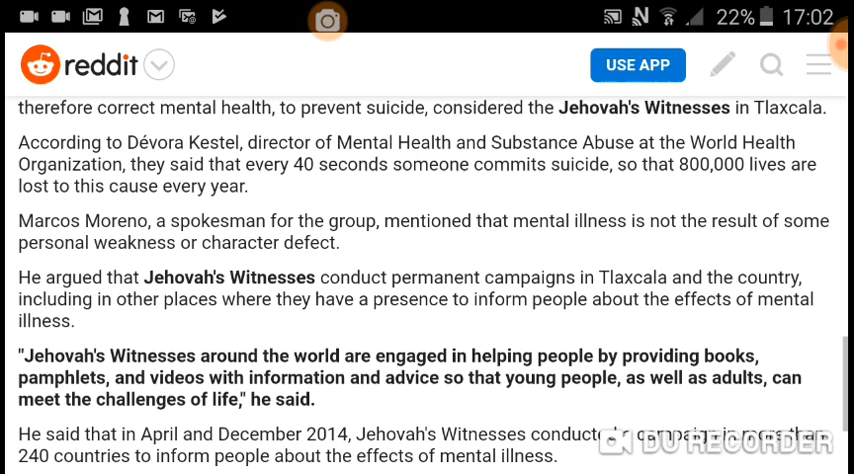 22% 17:02
reddit USE APP
therefore correct mental health, to prevent suicide, considered the Jehovah's Witnesses in Tlaxcala.
According to Dévora Kestel, director of Mental Health and Substance Abuse at the World Health
Organization, they said that every 40 seconds someone commits suicide, so that 800,000 lives are
lost to this cause every year.
Marcos Moreno, a spokesman for the group, mentioned that mental illness is not the result of some
personal weakness or character defect.
He argued that Jehovah's Witnesses conduct permanent campaigns in Tlaxcala and the country,
including in other places where they have a presence to inform people about the effects of mental
illness.
"Jehovah's Witnesses around the world are engaged in helping people by providing books,
pamphlets, and videos with information and advice so that young people, as well as adults, can
meet the challenges of life," he said.
He said that in April and December 2014, Jehovah's Witnesses conducted a campaign in more than
DU RECORDER
240 countries to inform people about the effects of mental illness.